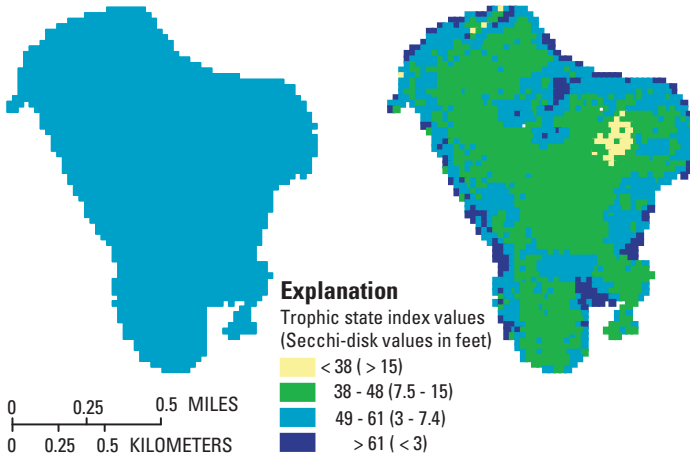 Explanation
Trophic state index values
(Secchi-disk values in feet)
< 38 ( > 15)
38 - 48 (7.5 - 15)
49 - 61 (3 - 7.4)
> 61 ( < 3)
0 0.25 0.5 MILES
0 0.25 0.5 KILOMETERS